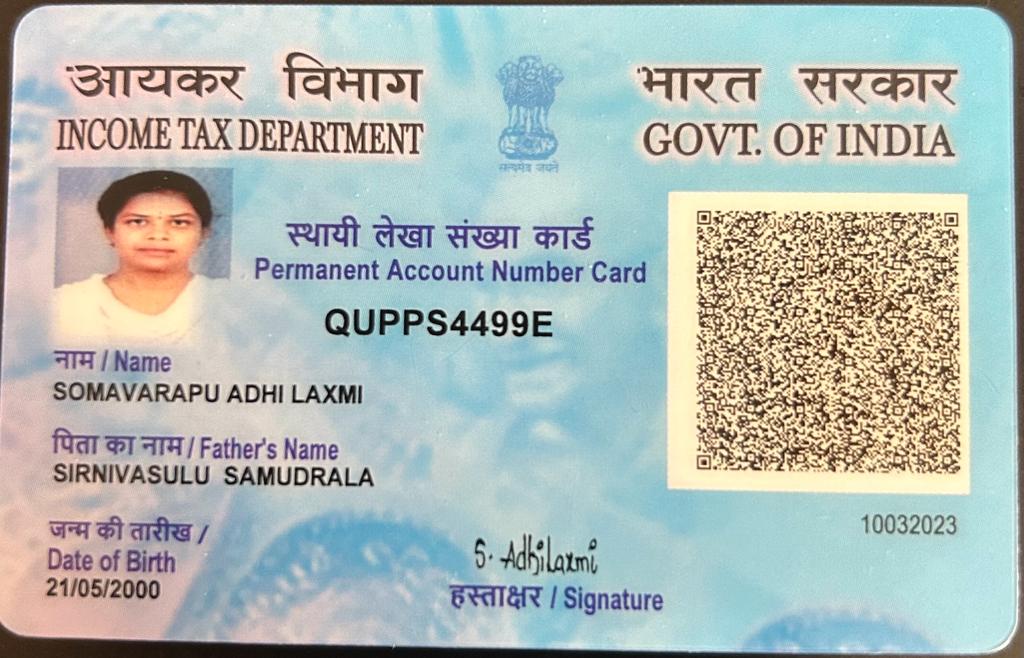 आयकर विभाग
INCOME TAX DEPARTMENT
सत्यमेव जयते
भारत सरकार
GOVT. OF INDIA
स्थायी लेखा संख्या कार्ड
Permanent Account Number Card
QUPPS4499E
नाम / Name
SOMAVARAPU ADHI LAXMI
पिता का नाम / Father's Name
SIRNIVASULU SAMUDRALA
जन्म की तारीख /
Date of Birth
21/05/2000
S. AdhiLaxmi
हस्ताक्षर / Signature
10032023